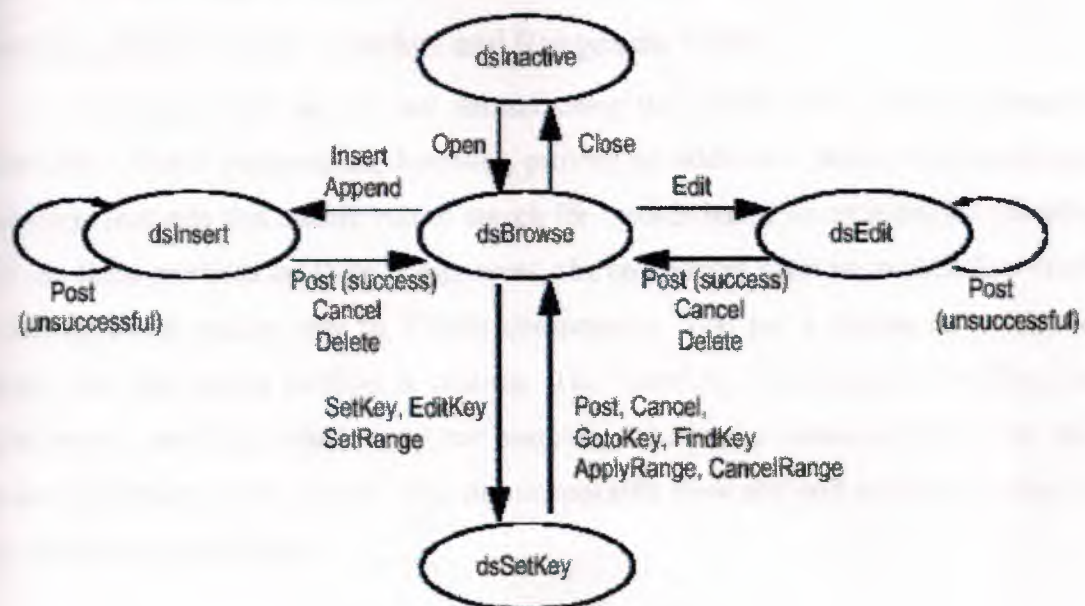 dsInactive
Open
Close
Insert
Append
Edit
dsInsert
dsBrowse
dsEdit
Post
(unsuccessful)
Post (success)
Cancel
Delete
Post (success)
Cancel
Delete
Post
(unsuccessful)
SetKey, EditKey
SetRange
Post, Cancel,
GotoKey, FindKey
ApplyRange, CancelRange
dsSetKey